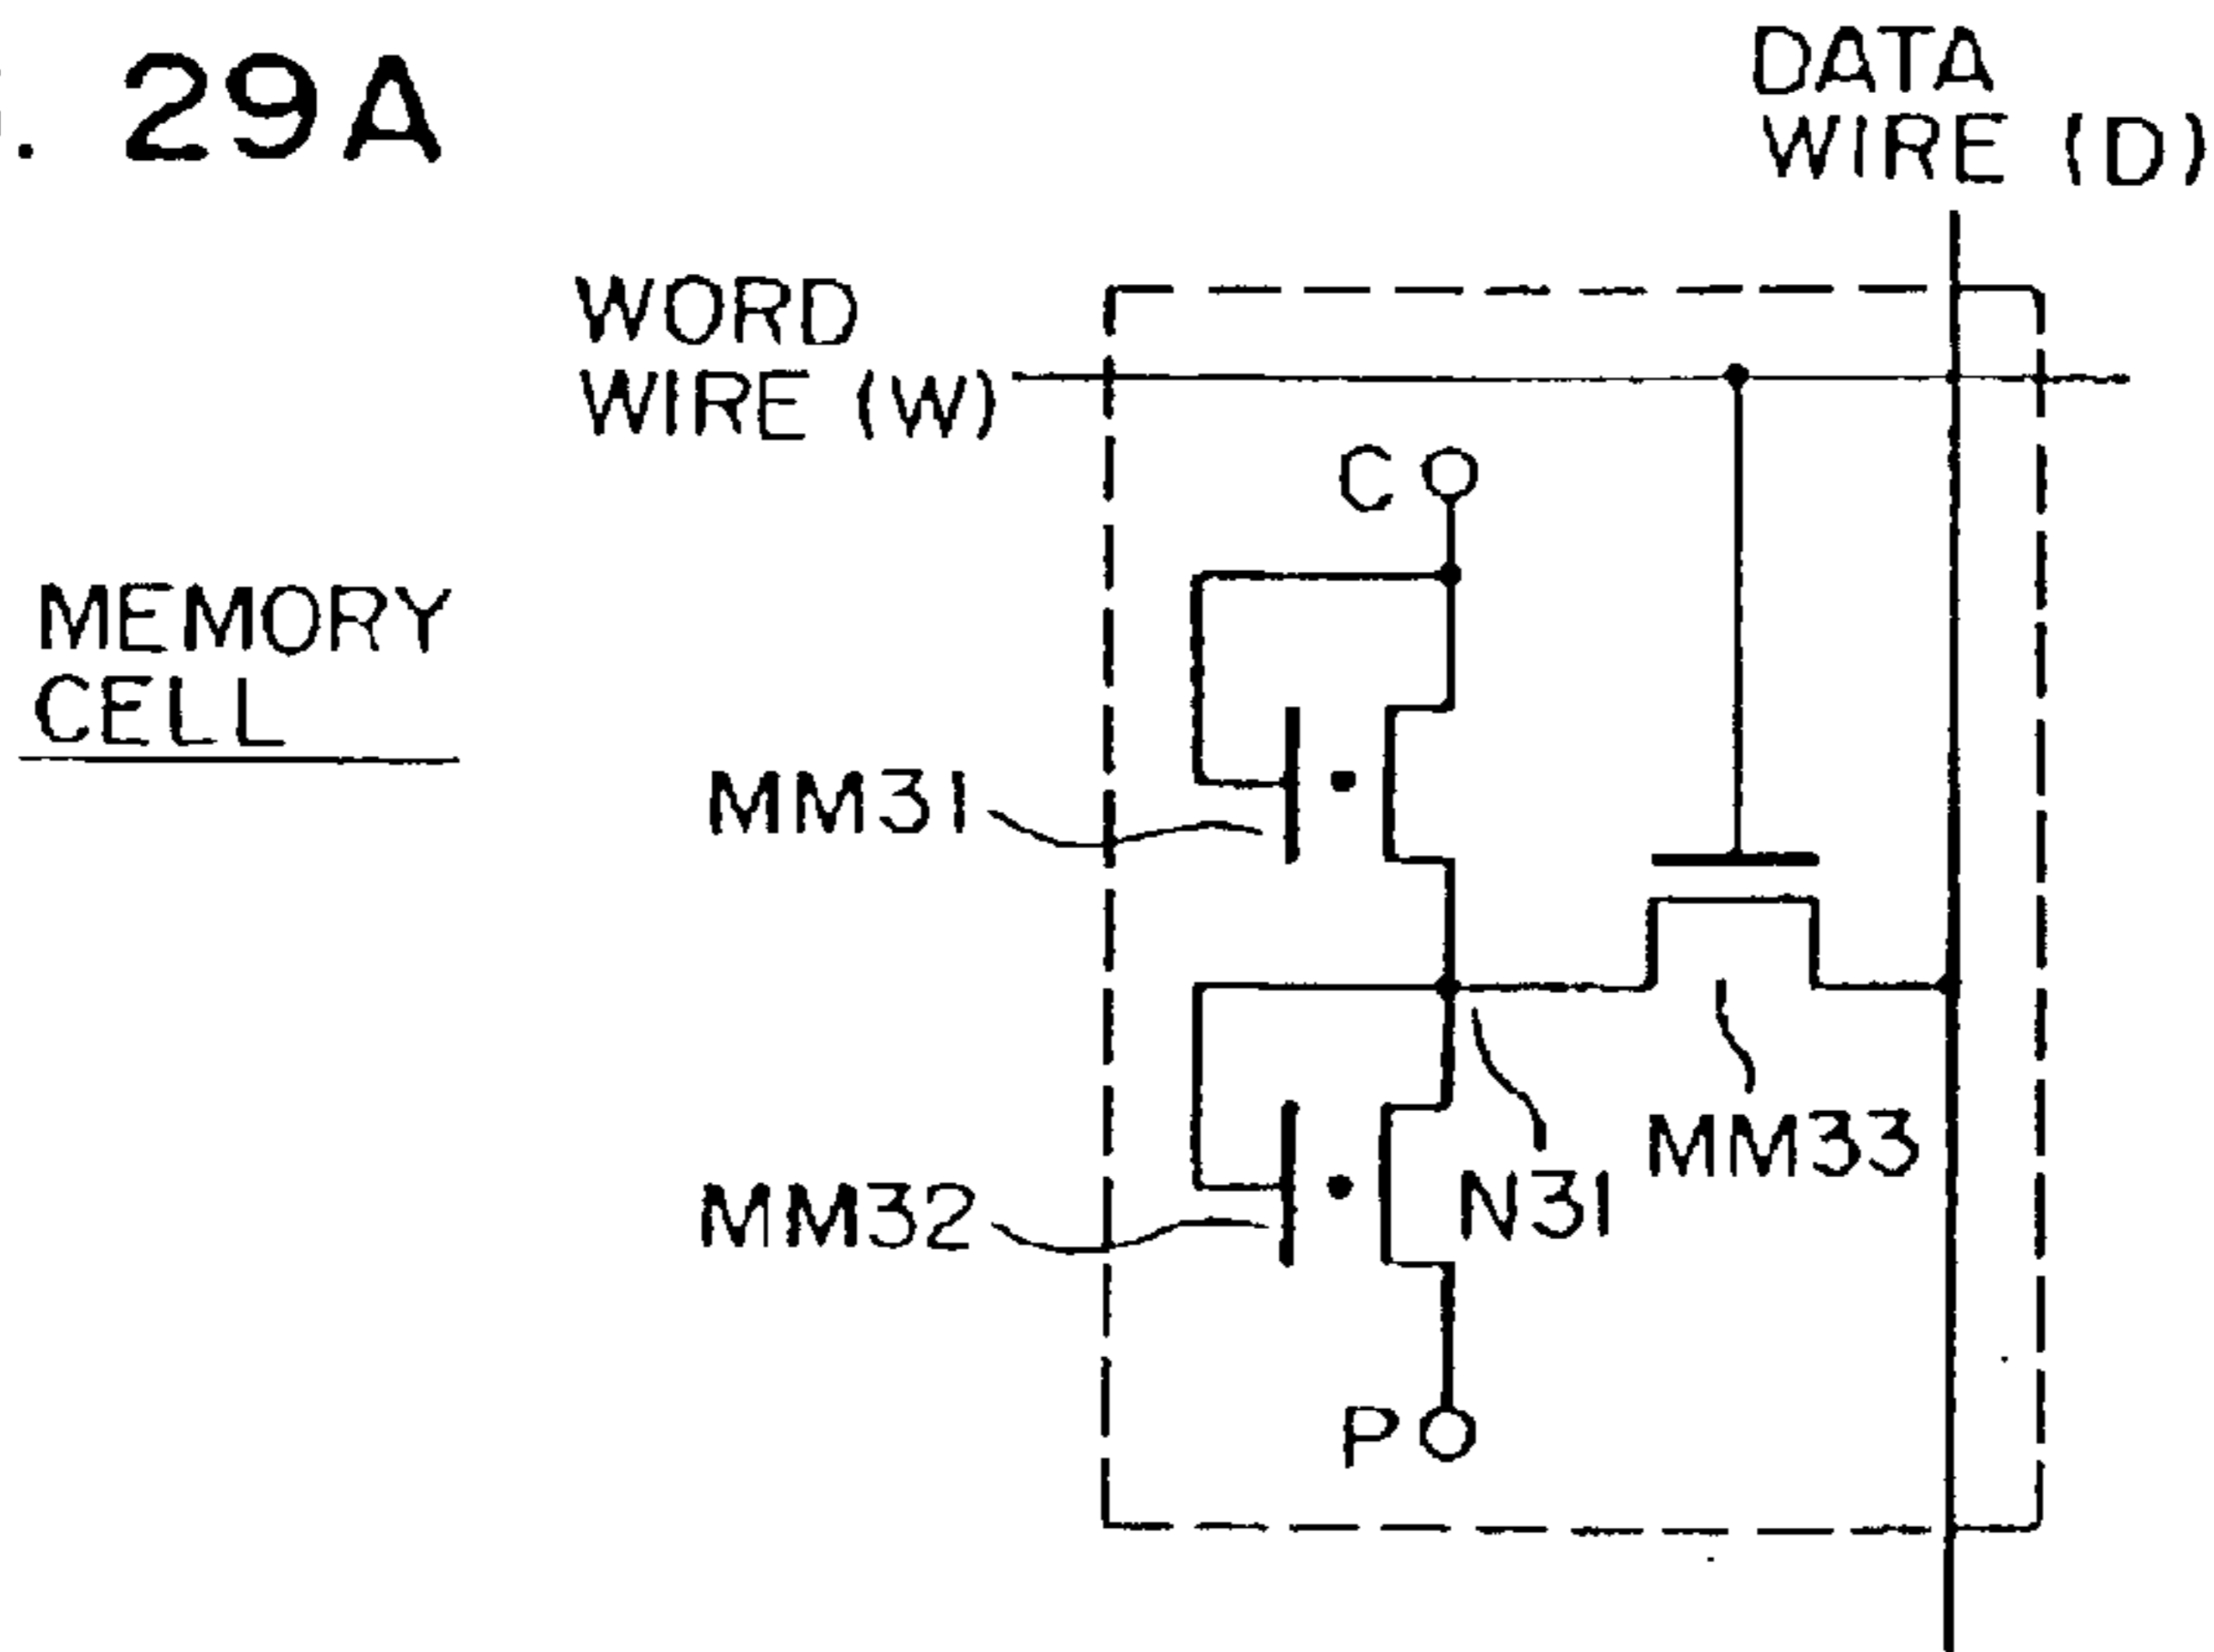 . 29A
DATA
WIRE (D)
WORD
WIRE (W)
C
MEMORY
CELL
MM31
MM33
MM32
N31
P